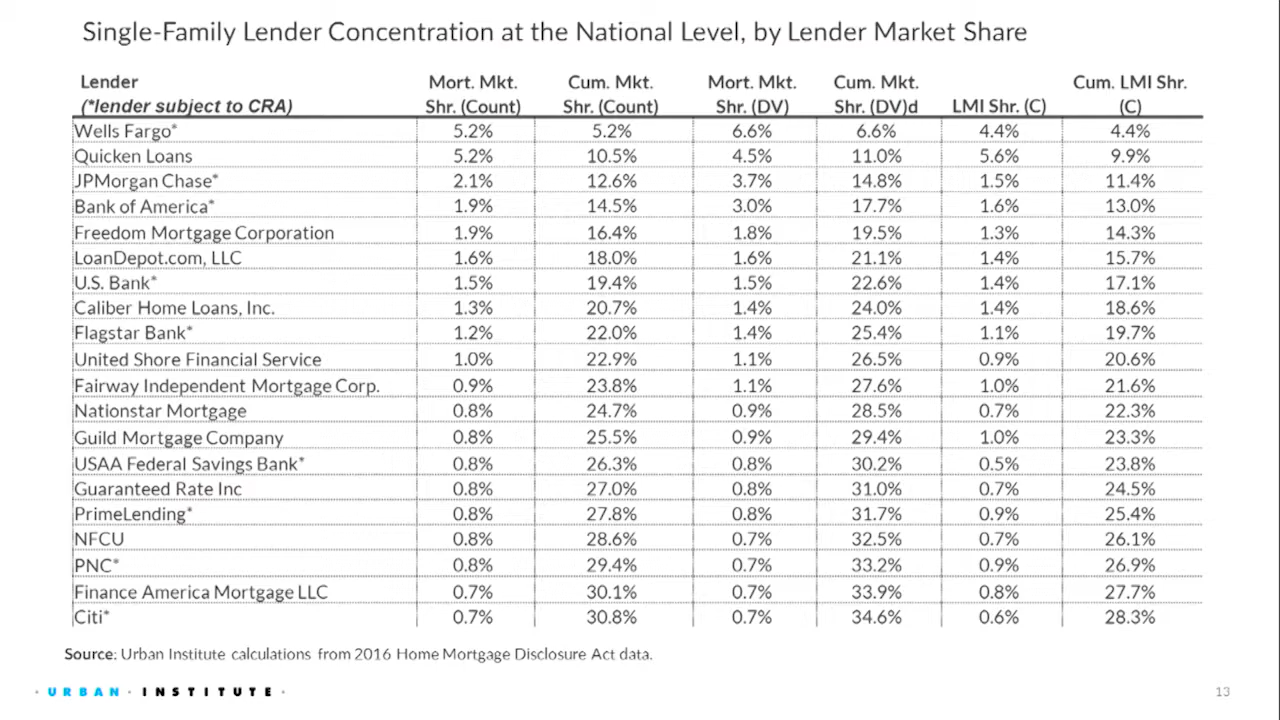 Single-Family Lender Concentration at the National Level, by Lender Market Share
Lender Mort. Mkt. Cum. Mkt. Mort. Mkt. Cum. Mkt. Cum. LMI Shr.
(*lender subject to CRA) Shr. (Count) Shr. (Count) Shr. (DV) Shr. (DV)d LMI Shr. (C) (C)
Wells Fargo* 5.2% 5.2% 6.6% 6.6% 4.4% 4.4%
Quicken Loans 5.2% 10.5% 4.5% 11.0% 5.6% 9.9%
JPMorgan Chase* 2.1% 12.6% 3.7% 14.8% 1.5% 11.4%
Bank of America* 1.9% 14.5% 3.0% 17.7% 1.6% 13.0%
Freedom Mortgage Corporation 1.9% 16.4% 1.8% 19.5% 1.3% 14.3%
LoanDepot.com, LLC 1.6% 18.0% 1.6% 21.1% 1.4% 15.7%
U.S. Bank* 1.5% 19.4% 1.5% 22.6% 1.4% 17.1%
Caliber Home Loans, Inc. 1.3% 20.7% 1.4% 24.0% 1.4% 18.6%
Flagstar Bank* 1.2% 22.0% 1.4% 25.4% 1.1% 19.7%
United Shore Financial Service 1.0% 22.9% 1.1% 26.5% 0.9% 20.6%
Fairway Independent Mortgage Corp. 0.9% 23.8% 1.1% 27.6% 1.0% 21.6%
Nationstar Mortgage 0.8% 24.7% 0.9% 28.5% 0.7% 22.3%
Guild Mortgage Company 0.8% 25.5% 0.9% 29.4% 1.0% 23.3%
USAA Federal Savings Bank* 0.8% 26.3% 0.8% 30.2% 0.5% 23.8%
Guaranteed Rate Inc 0.8% 27.0% 0.8% 31.0% 0.7% 24.5%
PrimeLending* 0.8% 27.8% 0.8% 31.7% 0.9% 25.4%
NFCU 0.8% 28.6% 0.7% 32.5% 0.7% 26.1%
PNC* 0.8% 29.4% 0.7% 33.2% 0.9% 26.9%
Finance America Mortgage LLC 0.7% 30.1% 0.7% 33.9% 0.8% 27.7%
Citi* 0.7% 30.8% 0.7% 34.6% 0.6% 28.3%
Source: Urban Institute calculations from 2016 Home Mortgage Disclosure Act data.
· URBAN · INSTITUTE · 13